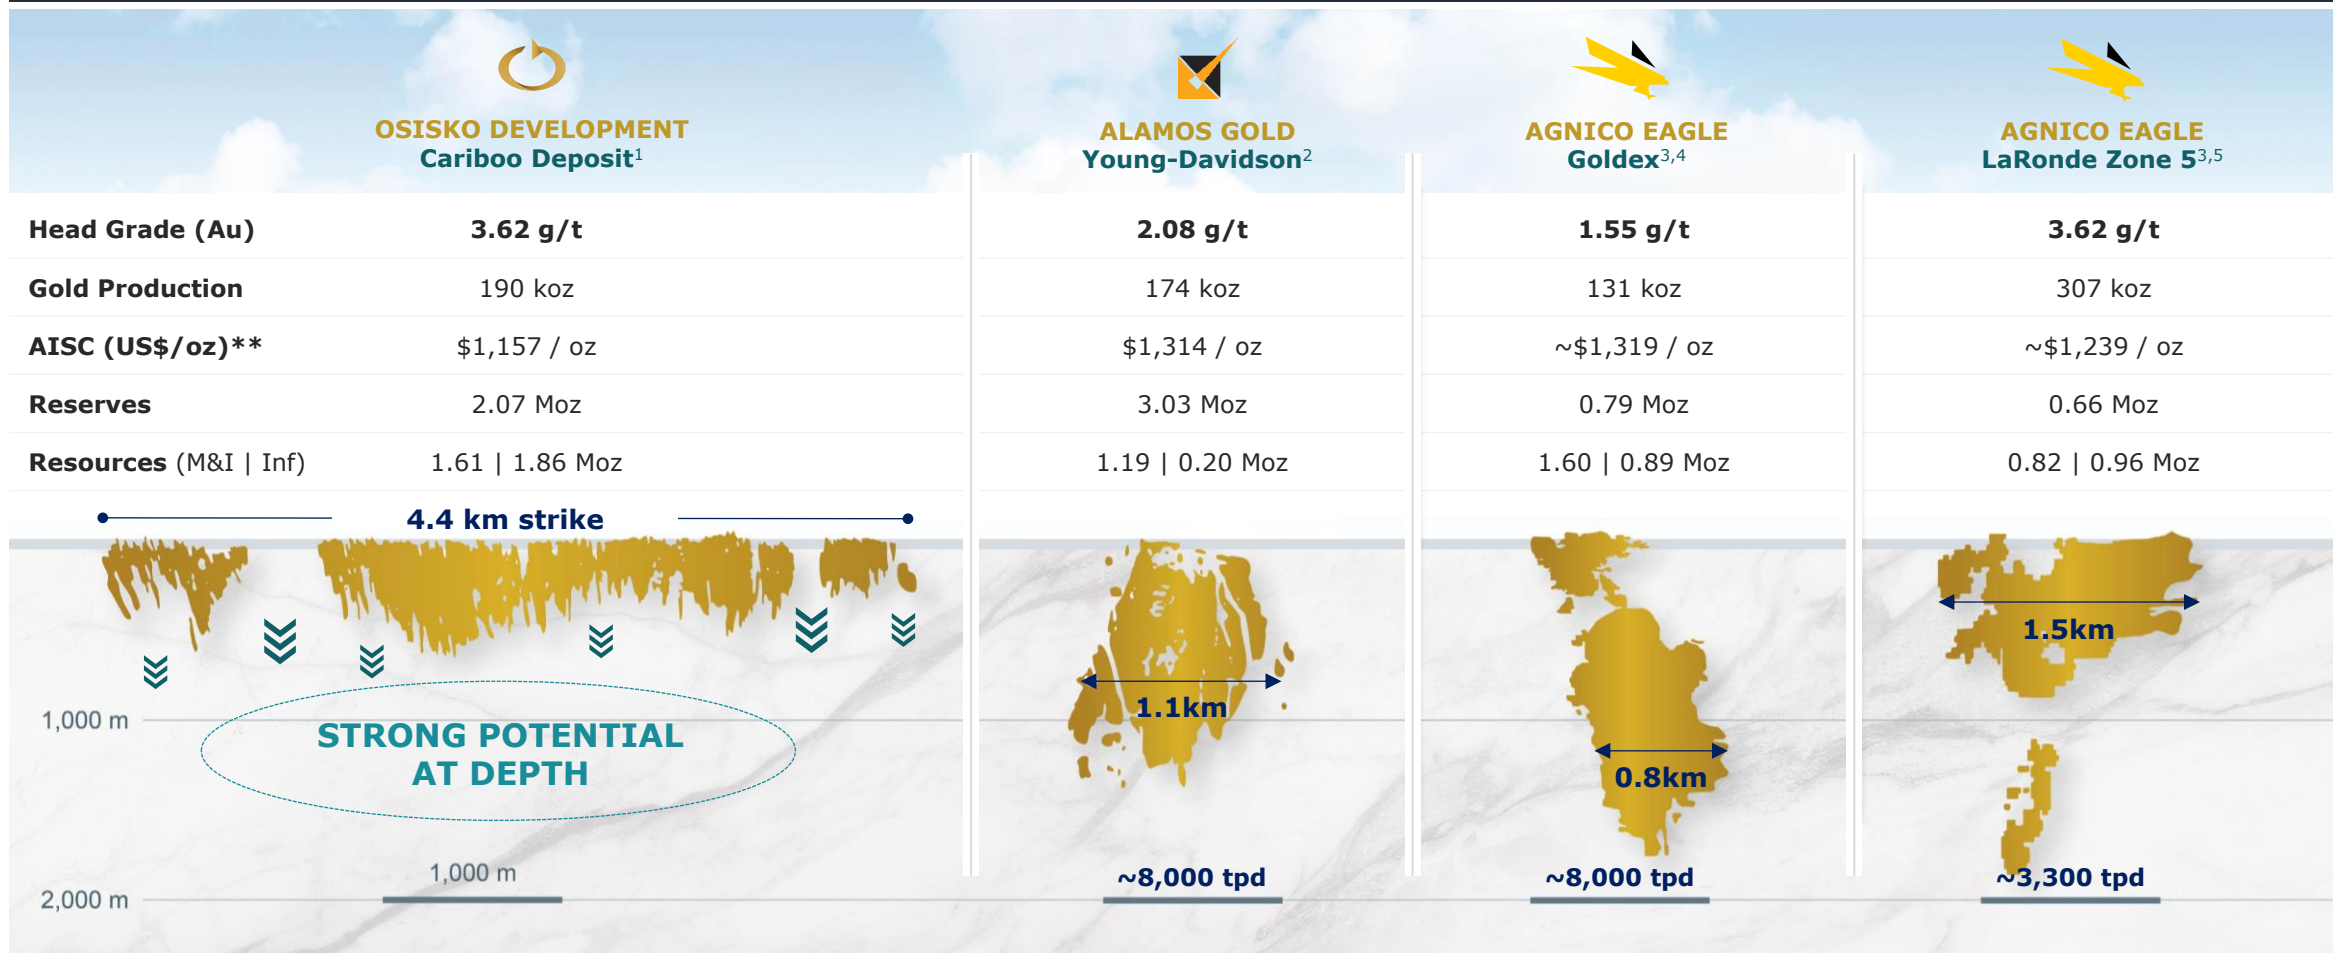 OSISKO DEVELOPMENT
Cariboo Deposit1
ALAMOS GOLD
Young-Davidson2
AGNICO EAGLE
Goldex3,4
AGNICO EAGLE
LaRonde Zone 53,5
Head Grade (Au) 3.62 g/t 2.08 g/t 1.55 g/t 3.62 g/t
Gold Production 190 koz 174 koz 131 koz 307 koz
AISC (US$/oz)** $1,157 / oz $1,314 / oz ~$1,319 / oz ~$1,239 / oz
Reserves 2.07 Moz 3.03 Moz 0.79 Moz 0.66 Moz
Resources (M&I | Inf) 1.61 | 1.86 Moz 1.19 | 0.20 Moz 1.60 | 0.89 Moz 0.82 | 0.96 Moz
4.4 km strike
1.5km
1.1km
0.8km
1,000 m
STRONG POTENTIAL
AT DEPTH
1,000 m
2,000 m
~8,000 tpd
~8,000 tpd
~3,300 tpd